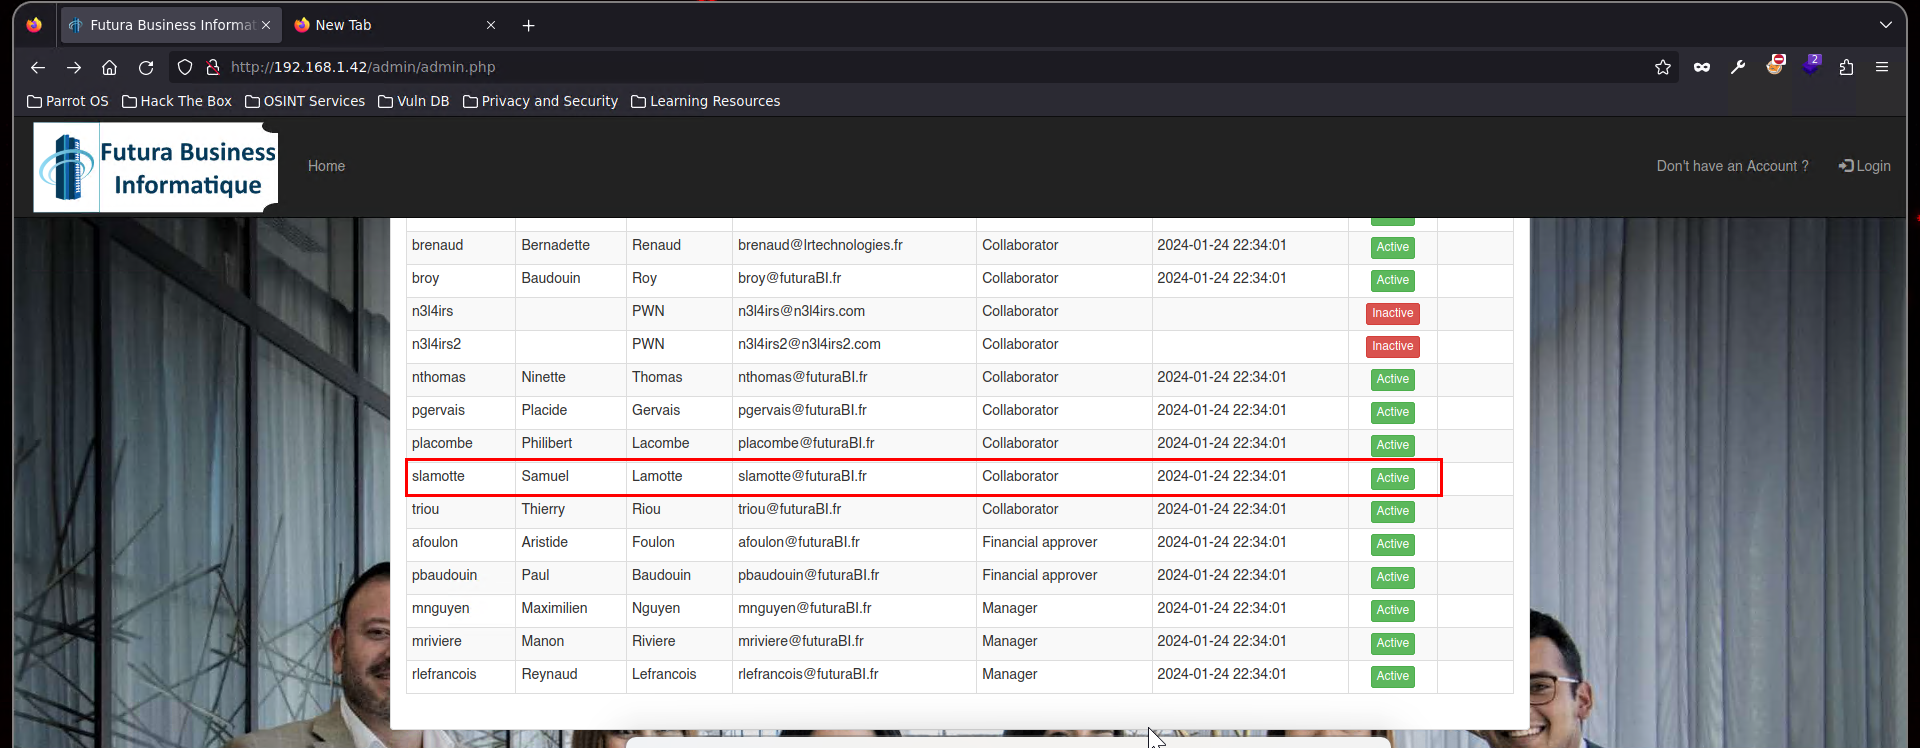 Futura Business Informat
New Tab
http://192.168.1.42/admin/admin.php
2
Parrot OS Hack The Box OSINT Services Vuln DB Privacy and Security Learning Resources
Futura Business
Informatique
Home
Don't have an Account ?
Login
brenaud Bernadette Renaud brenaud@lrtechnologies.fr Collaborator 2024-01-24 22:34:01 Active
broy Baudouin Roy broy@futuraBI.fr Collaborator 2024-01-24 22:34:01 Active
n3l4irs PWN n3l4irs@n3l4irs.com Collaborator Inactive
n3l4irs2 PWN n3l4irs2@n3l4irs2.com Collaborator Inactive
nthomas Ninette Thomas nthomas@futuraBI.fr Collaborator 2024-01-24 22:34:01 Active
pgervais Placide Gervais pgervais@futuraBI.fr Collaborator 2024-01-24 22:34:01 Active
placombe Philibert Lacombe placombe@futuraBI.fr Collaborator 2024-01-24 22:34:01 Active
slamotte Samuel Lamotte slamotte@futuraBI.fr Collaborator 2024-01-24 22:34:01 Active
triou Thierry Riou triou@futuraBI.fr Collaborator 2024-01-24 22:34:01 Active
afoulon Aristide Foulon afoulon@futuraBI.fr Financial approver 2024-01-24 22:34:01 Active
pbaudouin Paul Baudouin pbaudouin@futuraBI.fr Financial approver 2024-01-24 22:34:01 Active
mnguyen Maximilien Nguyen mnguyen@futuraBI.fr Manager 2024-01-24 22:34:01 Active
mriviere Manon Riviere mriviere@futuraBI.fr Manager 2024-01-24 22:34:01 Active
rlefrancois Reynaud Lefrancois rlefrancois@futuraBI.fr Manager 2024-01-24 22:34:01 Active